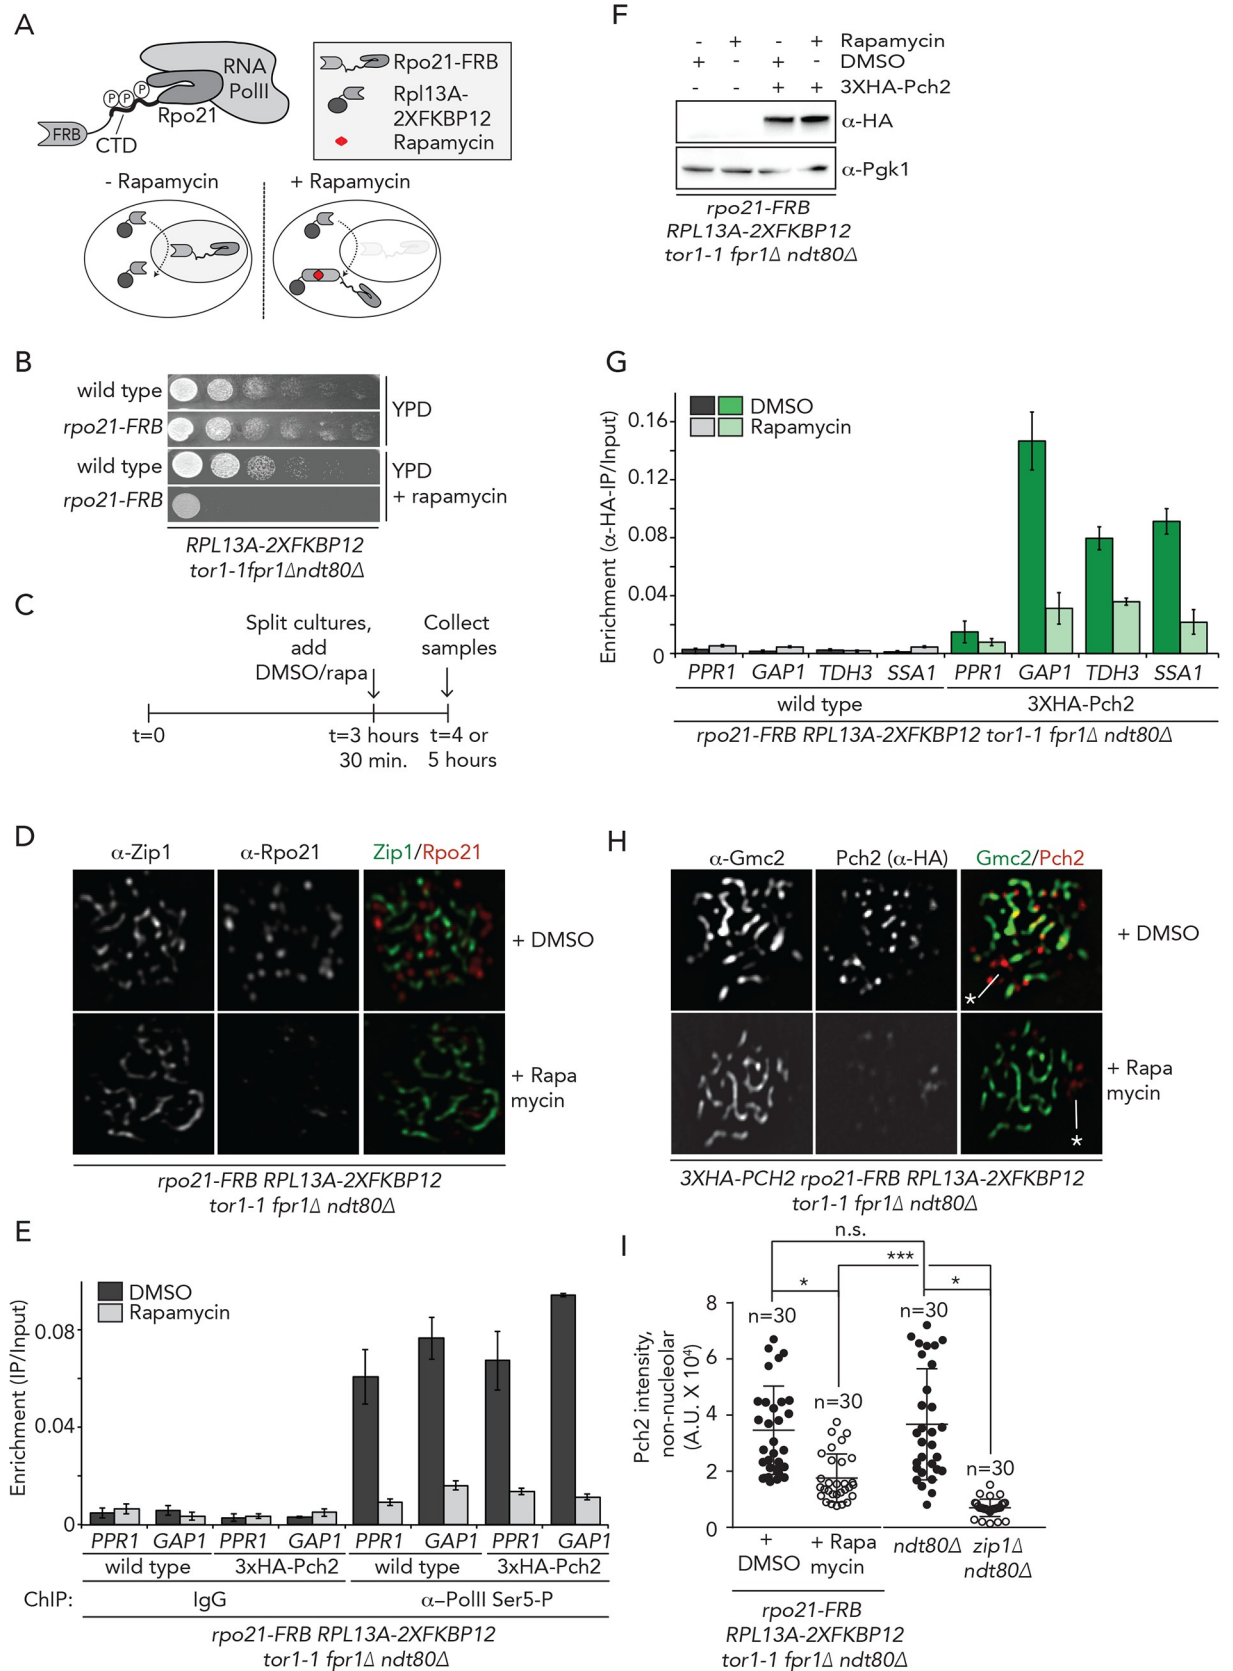 A
RNA
PolII
P
P
P
Rpo21
FRB
CTD
Rpo21-FRB
Rpl13A-
2XFKBP12
Rapamycin
- Rapamycin
+ Rapamycin
B
wild type
rpo21-FRB
YPD
wild type
rpo21-FRB
YPD
+ rapamycin
RPL13A-2XFKBP12
tor1-1fpr1Δndt80Δ
C
Split cultures,
add
DMSO/rapa
Collect
samples
t=0
t=3 hours
30 min.
t=4 or
5 hours
D
α-Zip1
α-Rpo21
Zip1/Rpo21
+ DMSO
+ Rapa
mycin
rpo21-FRB RPL13A-2XFKBP12
tor1-1 fpr1Δ ndt80Δ
E
DMSO
Rapamycin
Enrichment (IP/Input)
0.08
0.04
0
PPR1 GAP1 PPR1 GAP1 PPR1 GAP1 PPR1 GAP1
wild type 3xHA-Pch2 wild type 3xHA-Pch2
ChIP: IgG α–PolII Ser5-P
rpo21-FRB RPL13A-2XFKBP12
tor1-1 fpr1Δ ndt80Δ
F
- + - + Rapamycin
+ - + - DMSO
- - + + 3XHA-Pch2
α-HA
α-Pgk1
rpo21-FRB
RPL13A-2XFKBP12
tor1-1 fpr1Δ ndt80Δ
G
DMSO
Rapamycin
Enrichment (α-HA-IP/Input)
0.16
0.12
0.08
0.04
0
PPR1 GAP1 TDH3 SSA1 PPR1 GAP1 TDH3 SSA1
wild type 3XHA-Pch2
rpo21-FRB RPL13A-2XFKBP12 tor1-1 fpr1Δ ndt80Δ
H
α-Gmc2
Pch2 (α-HA)
Gmc2/Pch2
+ DMSO
*
+ Rapa
mycin
*
3XHA-PCH2 rpo21-FRB RPL13A-2XFKBP12
tor1-1 fpr1Δ ndt80Δ
I
n.s.
***
*
*
n=30
n=30
n=30
n=30
Pch2 intensity,
non-nucleolar
(A.U. X 10⁴)
8
6
4
2
0
+
DMSO
+ Rapa
mycin
ndt80Δ
zip1Δ
ndt80Δ
rpo21-FRB
RPL13A-2XFKBP12
tor1-1 fpr1Δ ndt80Δ